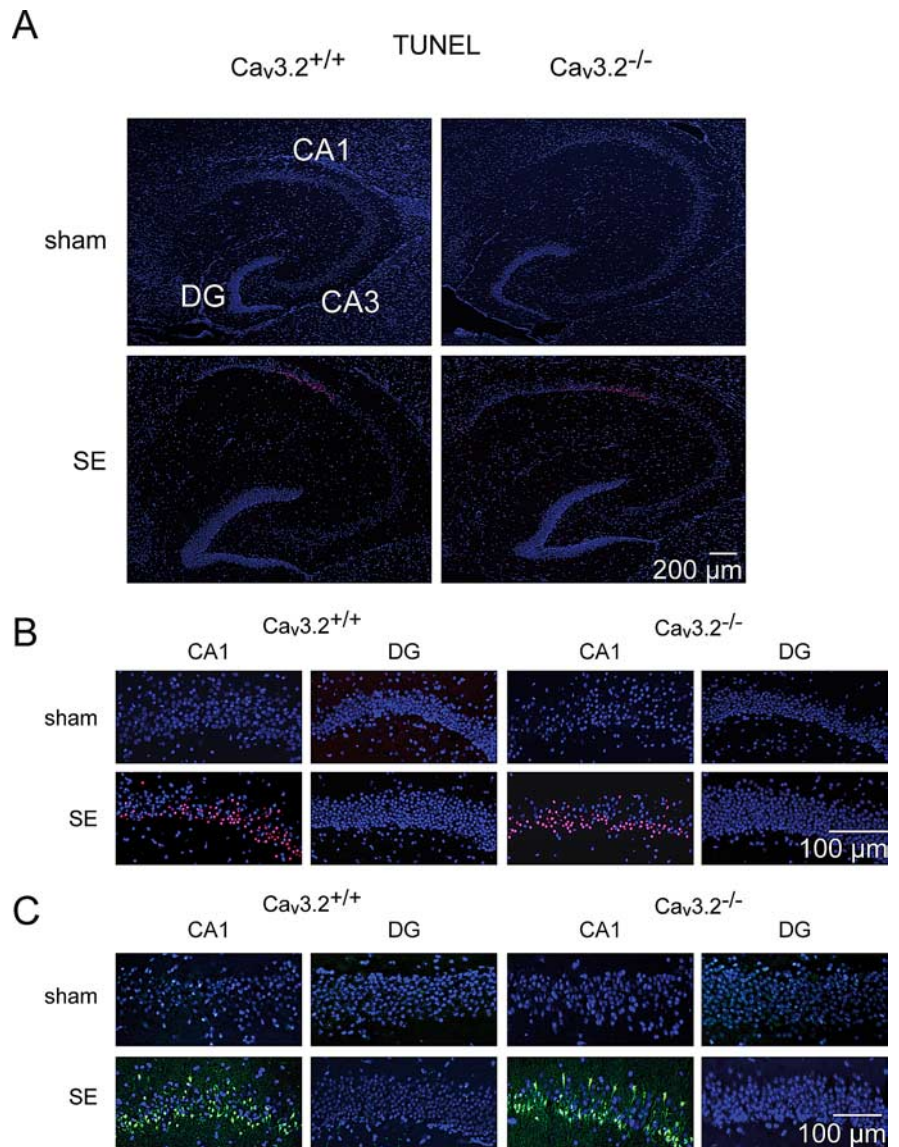 A
TUNEL
Cav3.2+/+ Cav3.2-/-
sham
CA1
DG
CA3
SE
200 µm
B
Cav3.2+/+ Cav3.2-/-
CA1 DG CA1 DG
sham
SE
100 µm
C
Cav3.2+/+ Cav3.2-/-
CA1 DG CA1 DG
sham
SE
100 µm